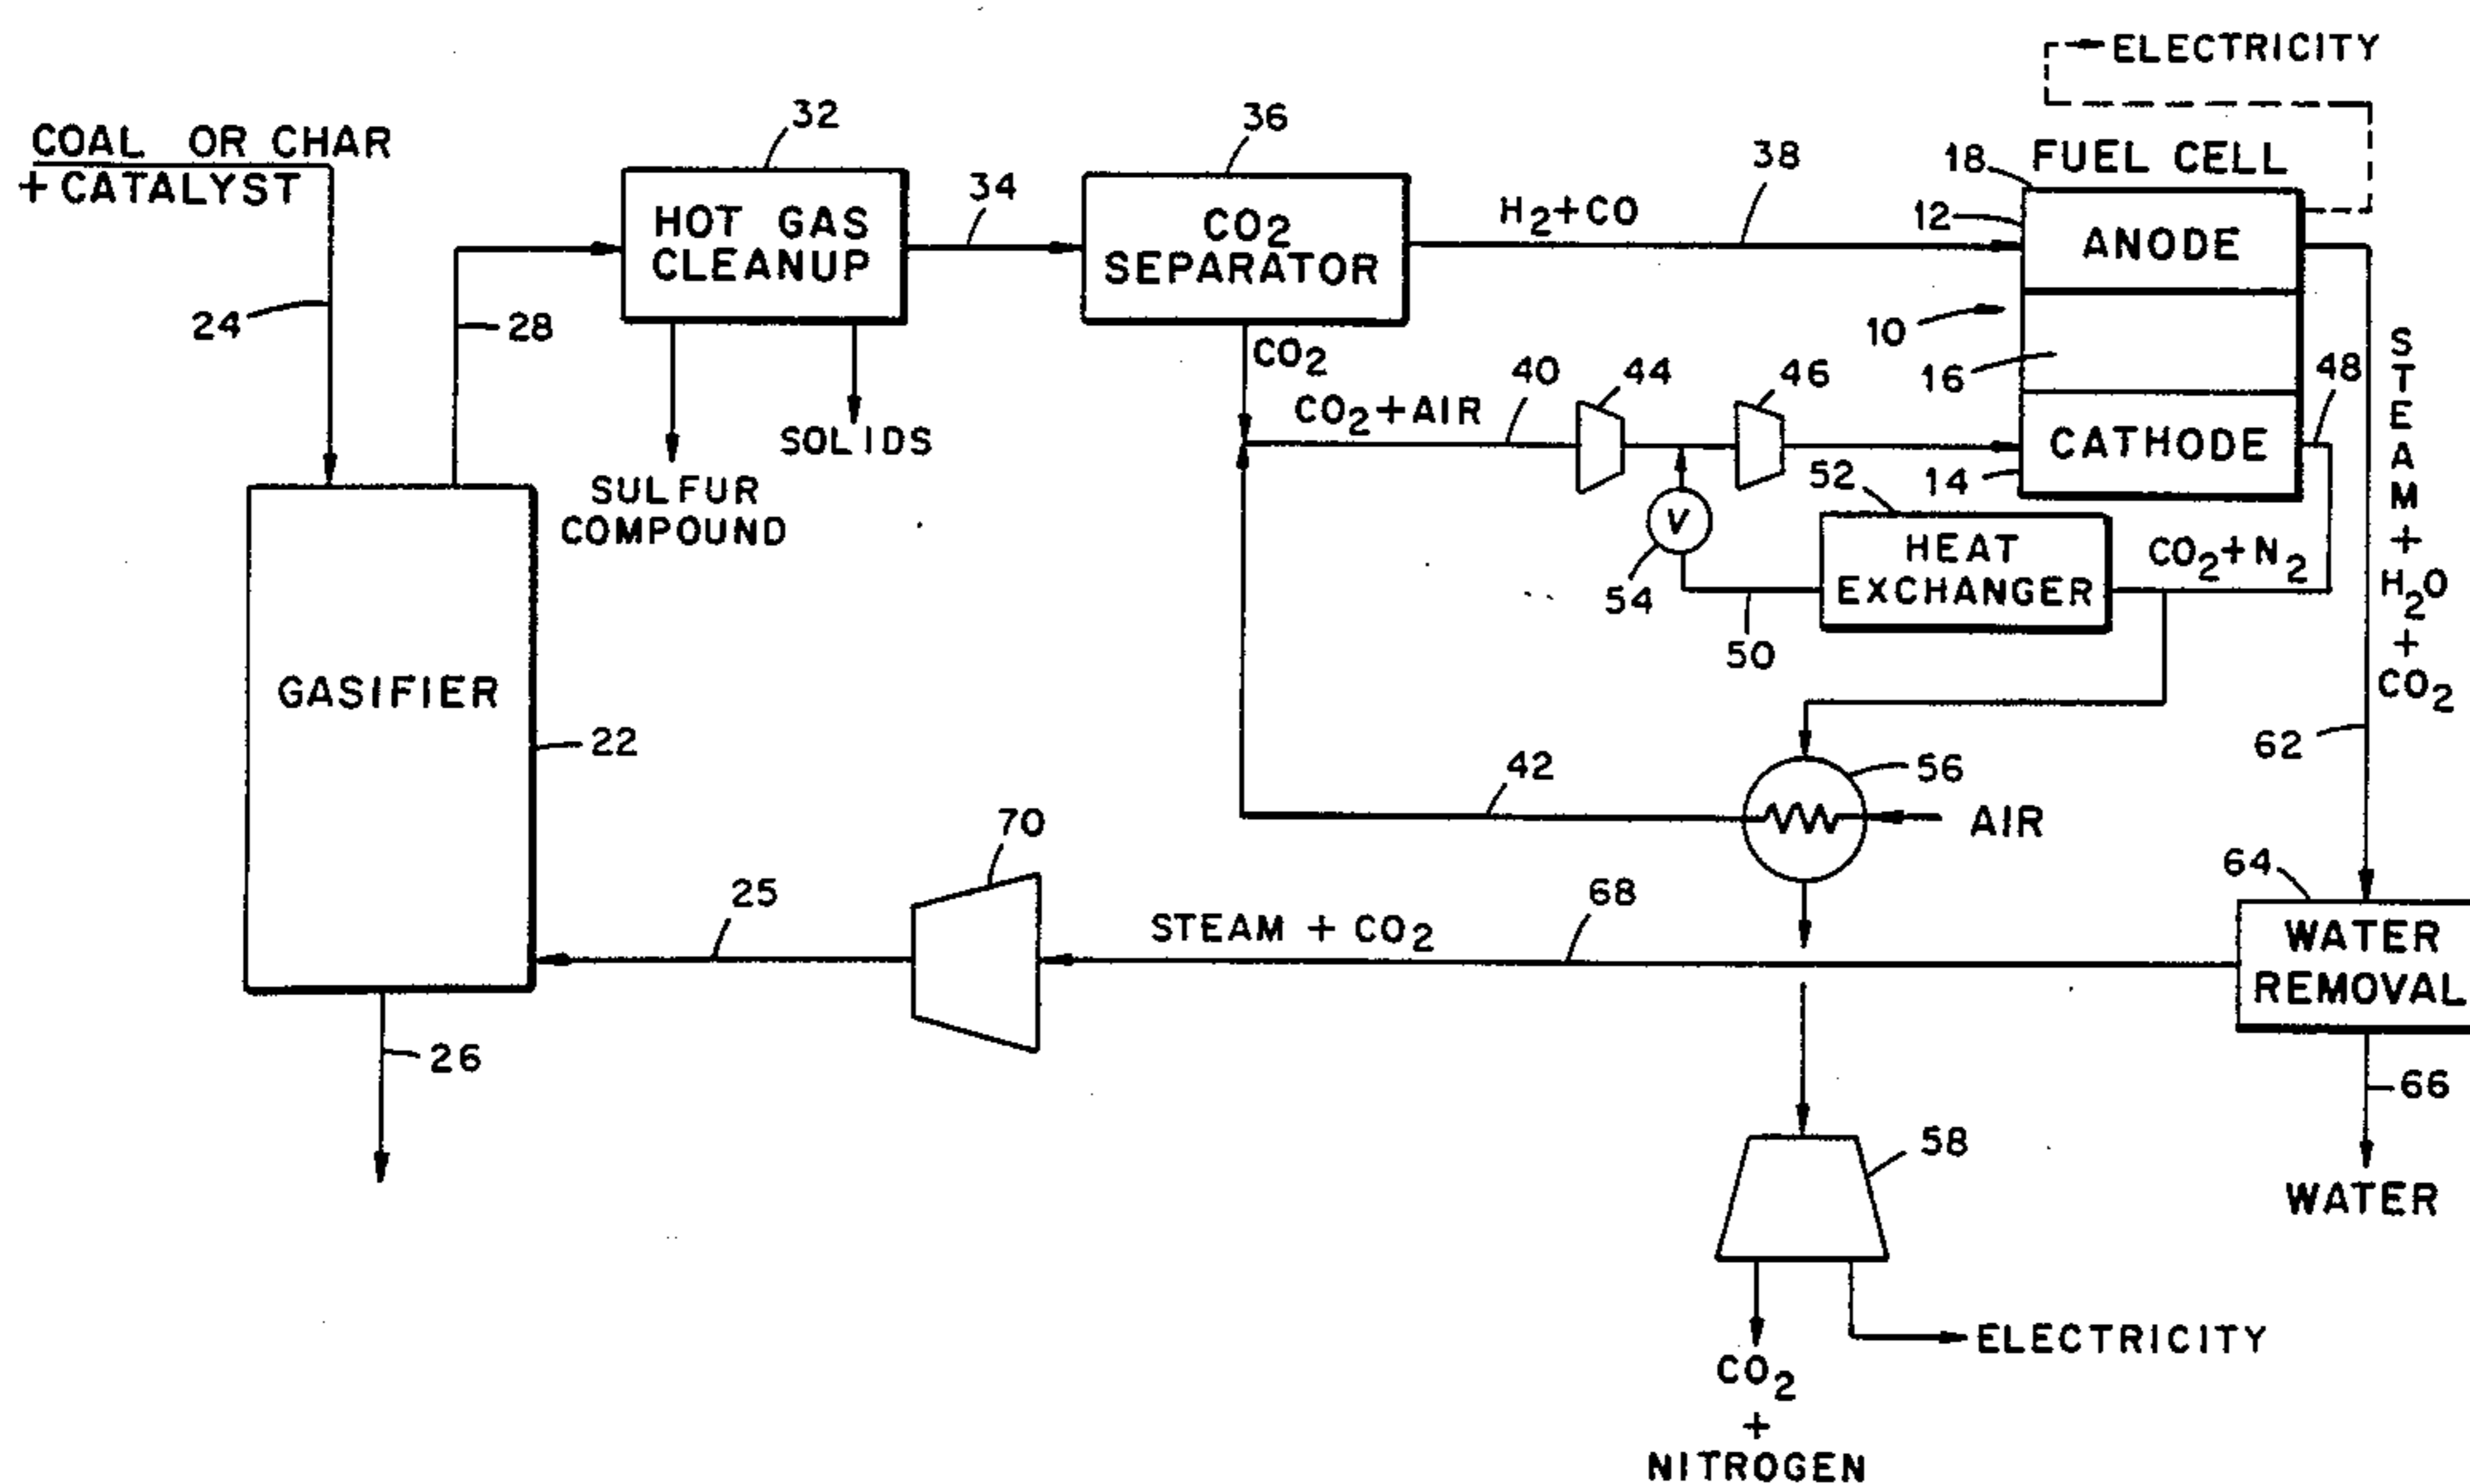 ELECTRICITY
COAL OR CHAR
+ CATALYST
32
36
38
18
FUEL CELL
34
12
HOT GAS
CLEANUP
CO2
SEPARATOR
H2+CO
ANODE
24
28
10
CO2
16
48
STEAM + H2O + CO2
CO2+AIR
40
44
46
CATHODE
14
SOLIDS
SULFUR
COMPOUND
52
V
54
HEAT
EXCHANGER
CO2+N2
50
GASIFIER
22
62
42
56
AIR
70
64
25
STEAM + CO2
68
WATER
REMOVAL
26
66
58
WATER
ELECTRICITY
CO2
+
NITROGEN